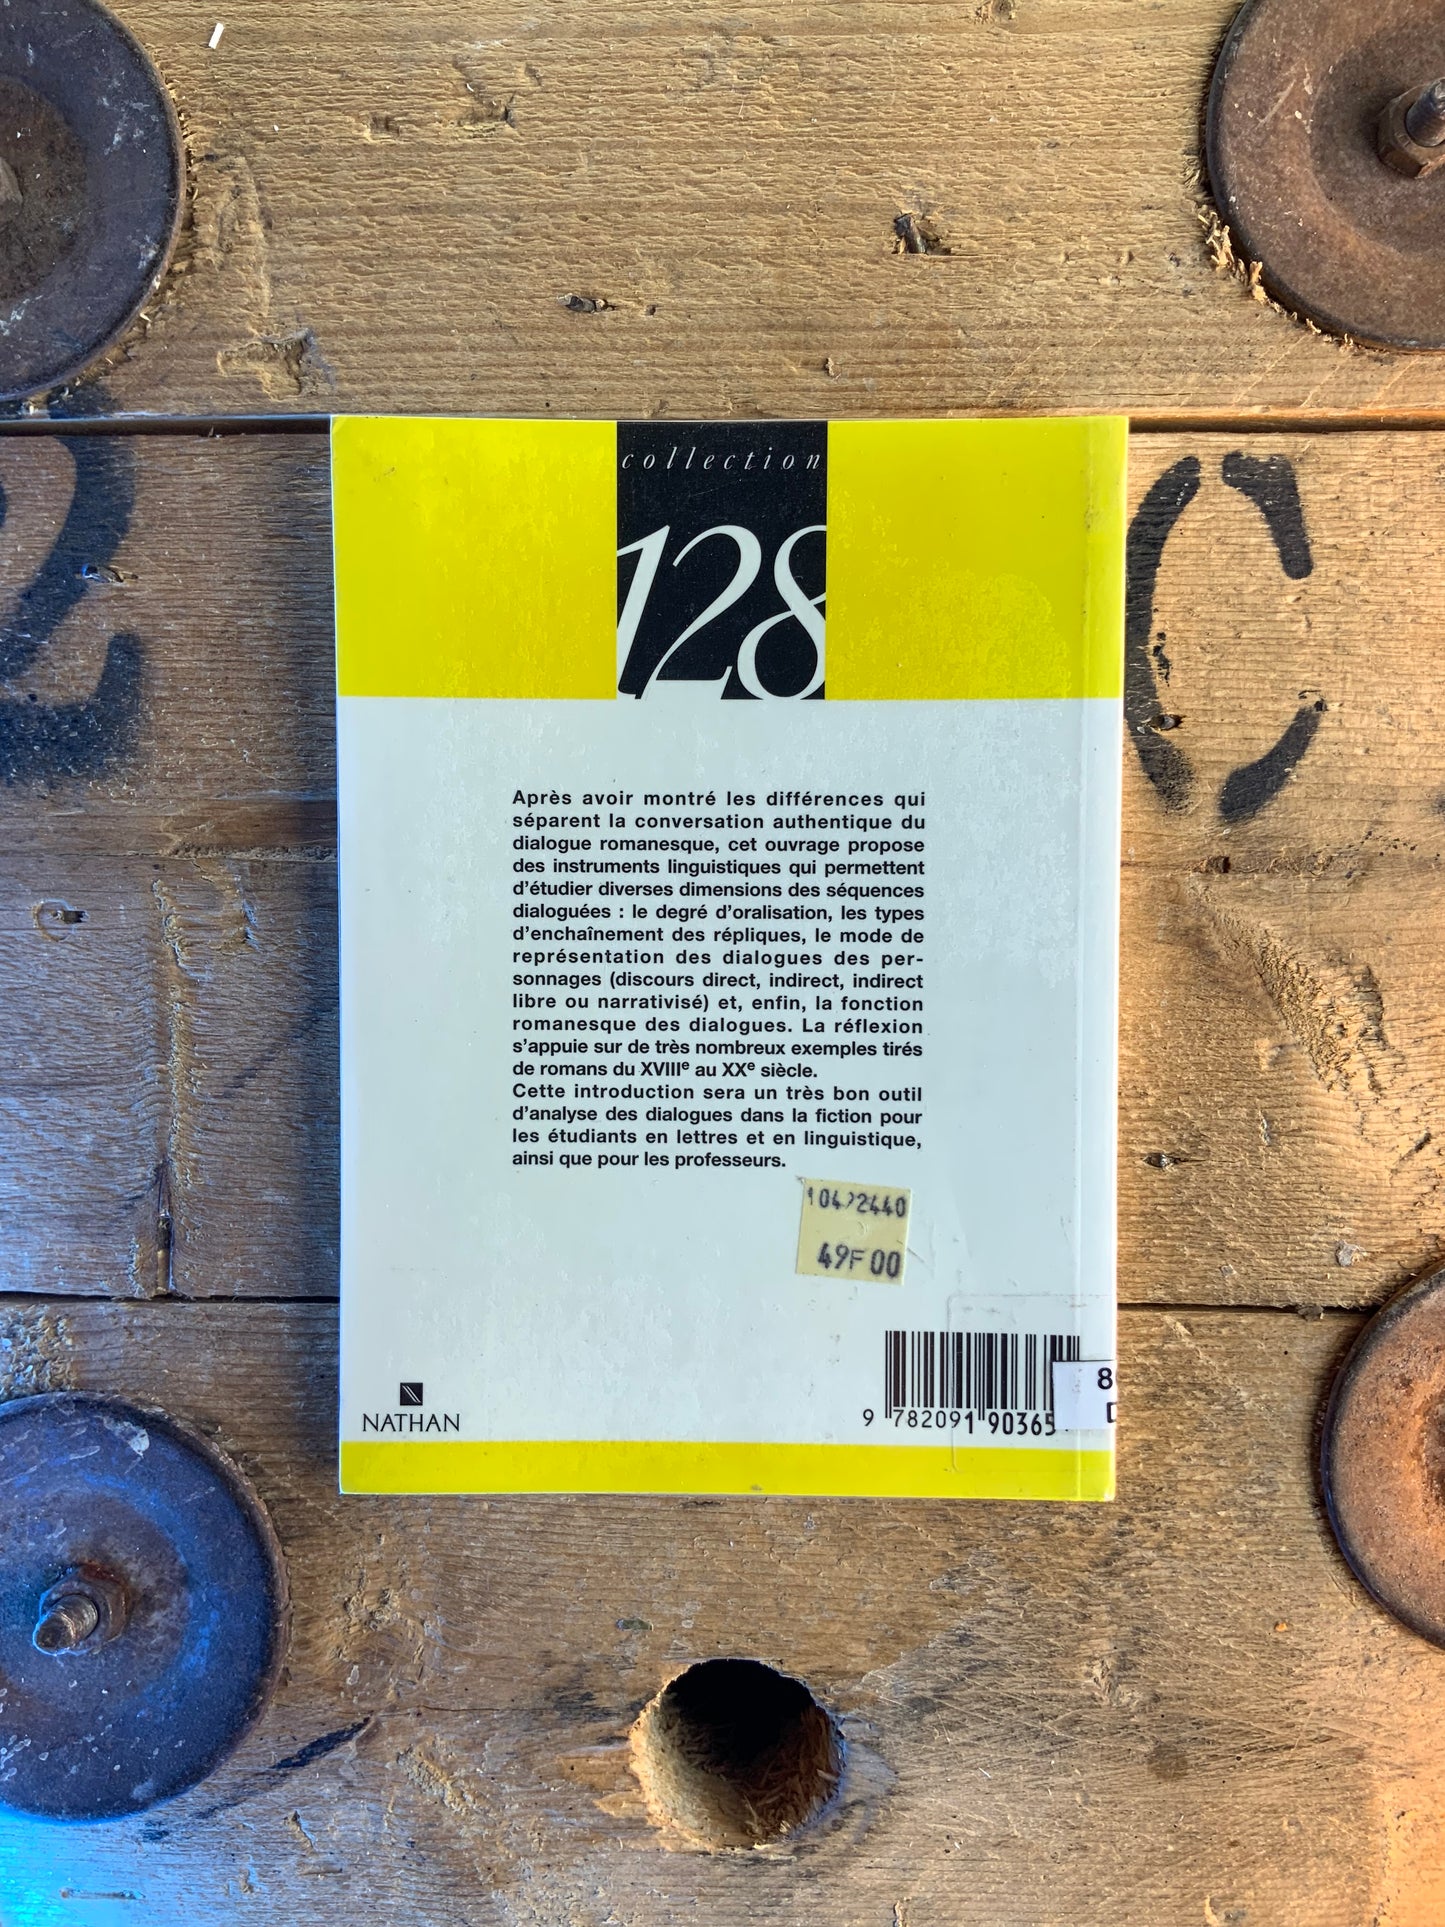 collection
128
Après avoir montré les différences qui
séparent la conversation authentique du
dialogue romanesque, cet ouvrage propose
des instruments linguistiques qui permettent
d'étudier diverses dimensions des séquences
dialoguées : le degré d'oralisation, les types
d'enchaînement des répliques, le mode de
représentation des dialogues des per-
sonnages (discours direct, indirect, indirect
libre ou narrativisé) et, enfin, la fonction
romanesque des dialogues. La réflexion
s'appuie sur de très nombreux exemples tirés
de romans du XVIIIe au XXe siècle.
Cette introduction sera un très bon outil
d'analyse des dialogues dans la fiction pour
les étudiants en lettres et en linguistique,
ainsi que pour les professeurs.
49F00
NATHAN
9 782091 90365
C